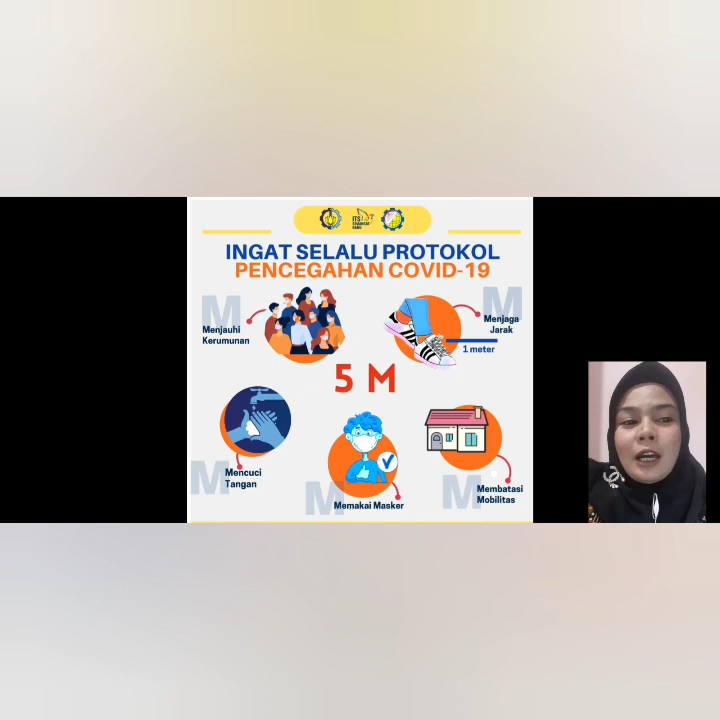 ITS
INGAT SELALU PROTOKOL
PENCEGAHAN COVID-19
M
Menjauhi
Kerumunan
M
Menjaga
Jarak
1 meter
5 M
M
Mencuci
Tangan
M
Memakai Masker
M
Membatasi
Mobilitas